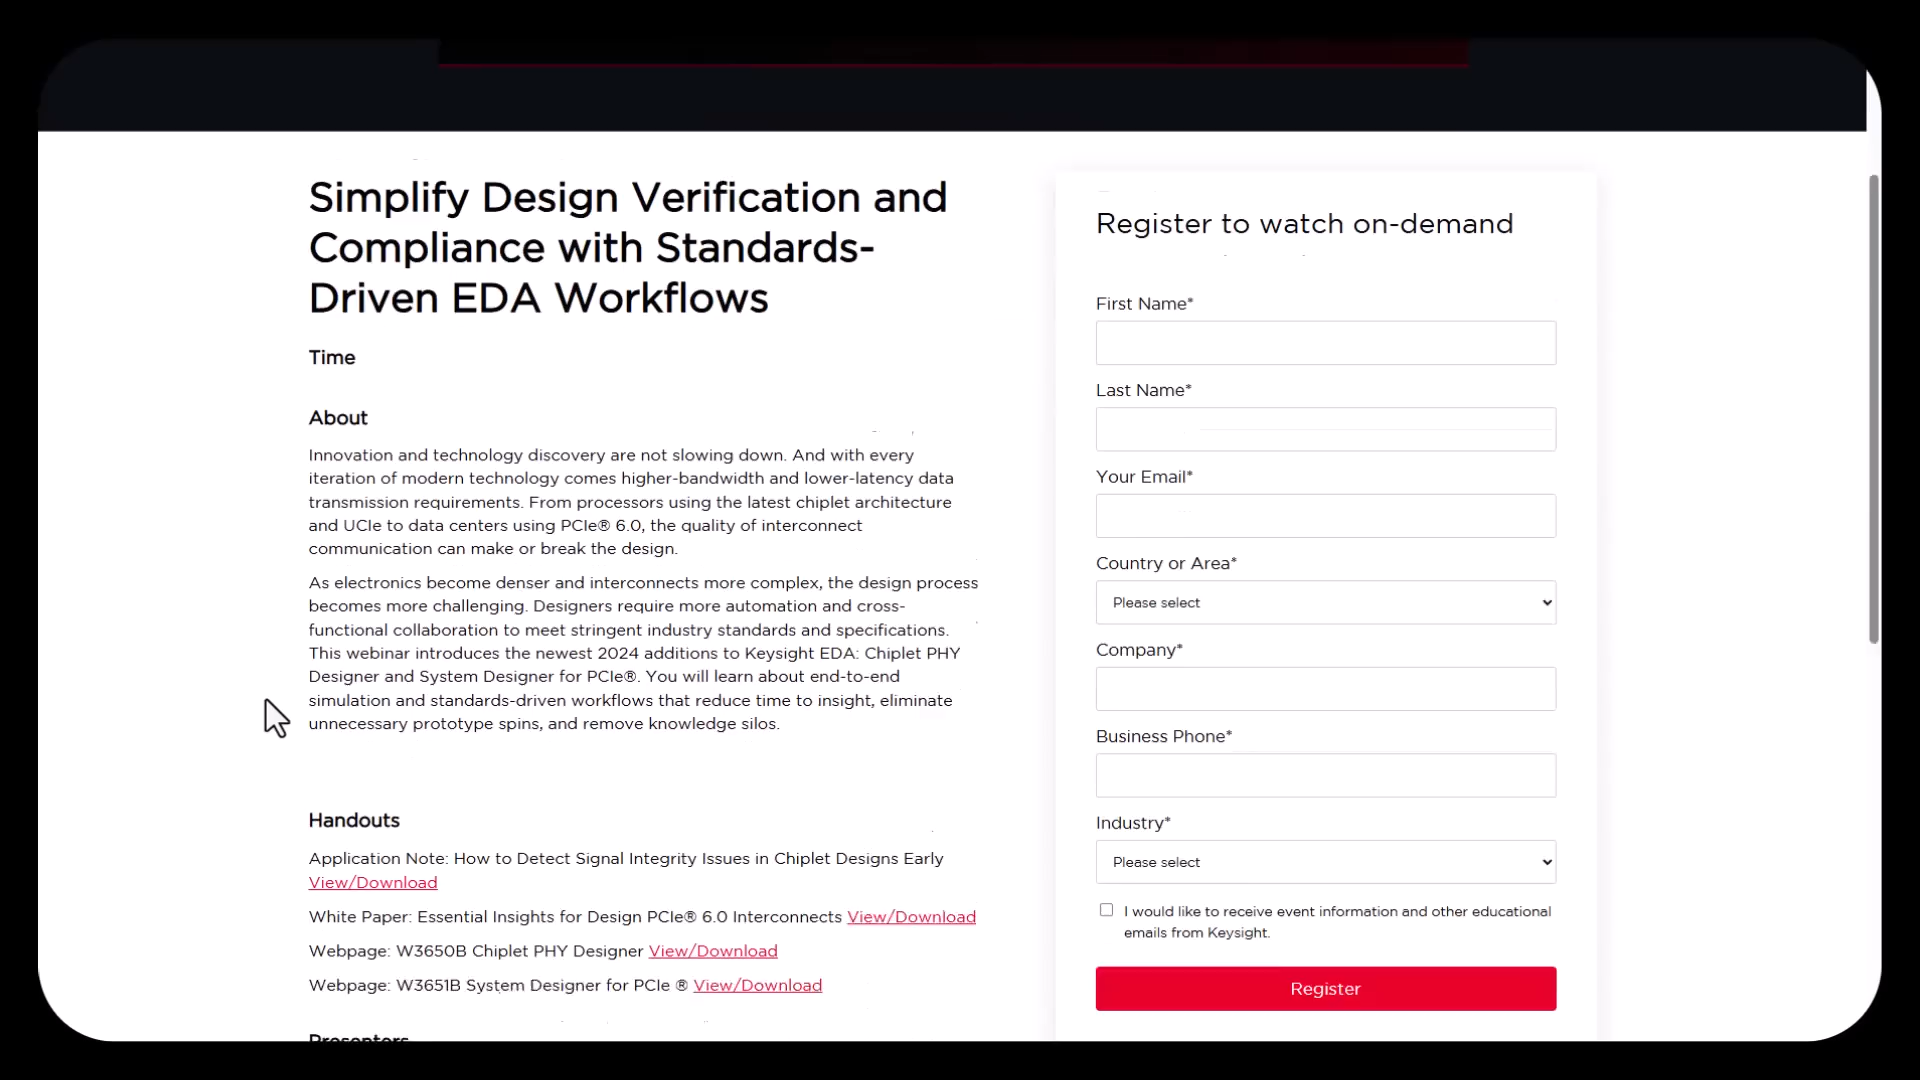 Simplify Design Verification and
Compliance with Standards-
Driven EDA Workflows
Time
About
Innovation and technology discovery are not slowing down. And with every
iteration of modern technology comes higher-bandwidth and lower-latency data
transmission requirements. From processors using the latest chiplet architecture
and UCIe to data centers using PCIe® 6.0, the quality of interconnect
communication can make or break the design.
As electronics become denser and interconnects more complex, the design process
becomes more challenging. Designers require more automation and cross-
functional collaboration to meet stringent industry standards and specifications.
This webinar introduces the newest 2024 additions to Keysight EDA: Chiplet PHY
Designer and System Designer for PCIe®. You will learn about end-to-end
simulation and standards-driven workflows that reduce time to insight, eliminate
unnecessary prototype spins, and remove knowledge silos.
Handouts
Application Note: How to Detect Signal Integrity Issues in Chiplet Designs Early
View/Download
White Paper: Essential Insights for Design PCIe® 6.0 Interconnects View/Download
Webpage: W3650B Chiplet PHY Designer View/Download
Webpage: W3651B System Designer for PCIe ® View/Download
Presenters
Register to watch on-demand
First Name*
Last Name*
Your Email*
Country or Area*
Please select
Company*
Business Phone*
Industry*
Please select
I would like to receive event information and other educational
emails from Keysight.
Register